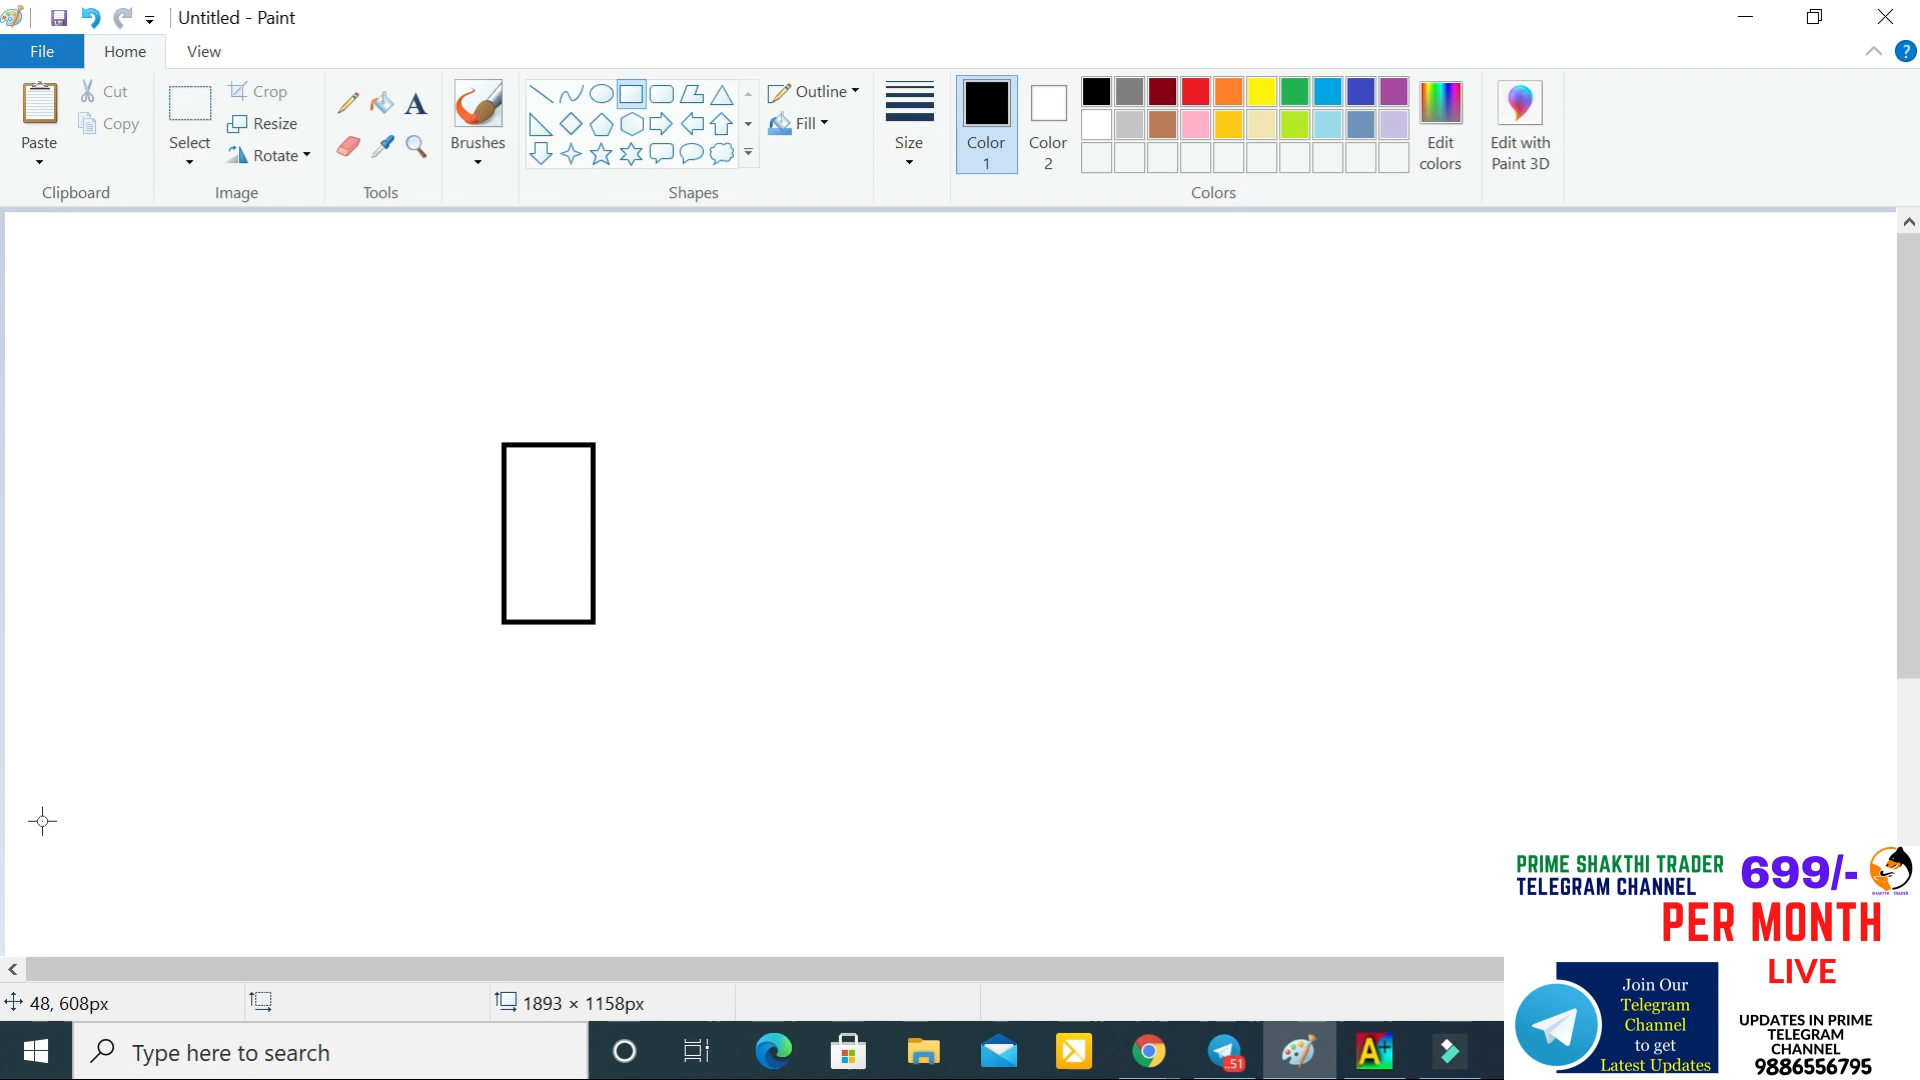 Untitled - Paint
File
Home
View
Paste
Cut
Copy
Clipboard
Select
Crop
Resize
Rotate
Image
A
Tools
Brushes
Outline
Fill
Shapes
Size
Color
1
Color
2
Edit
colors
Colors
Edit with
Paint 3D
48, 608px
1893 × 1158px
Type here to search
51
A+
PRIME SHAKTHI TRADER
TELEGRAM CHANNEL
699/-
SHAKTHI TRADER
PER MONTH
LIVE
Join Our
Telegram
Channel
to get
Latest Updates
UPDATES IN PRIME
TELEGRAM
CHANNEL
9886556795